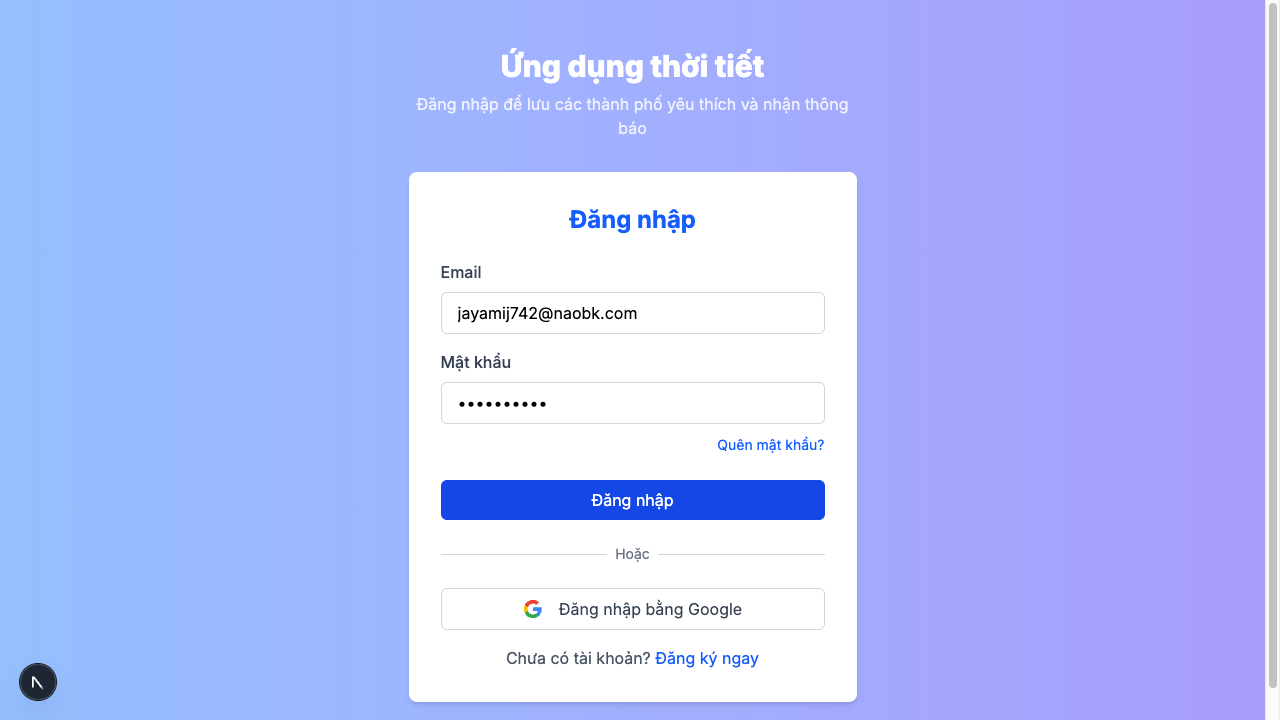 Ứng dụng thời tiết
Đăng nhập để lưu các thành phố yêu thích và nhận thông
báo
Đăng nhập
Email
jayamij742@naobk.com
Mật khẩu
••••••••••
Quên mật khẩu?
Đăng nhập
Hoặc
Đăng nhập bằng Google
Chưa có tài khoản? Đăng ký ngay